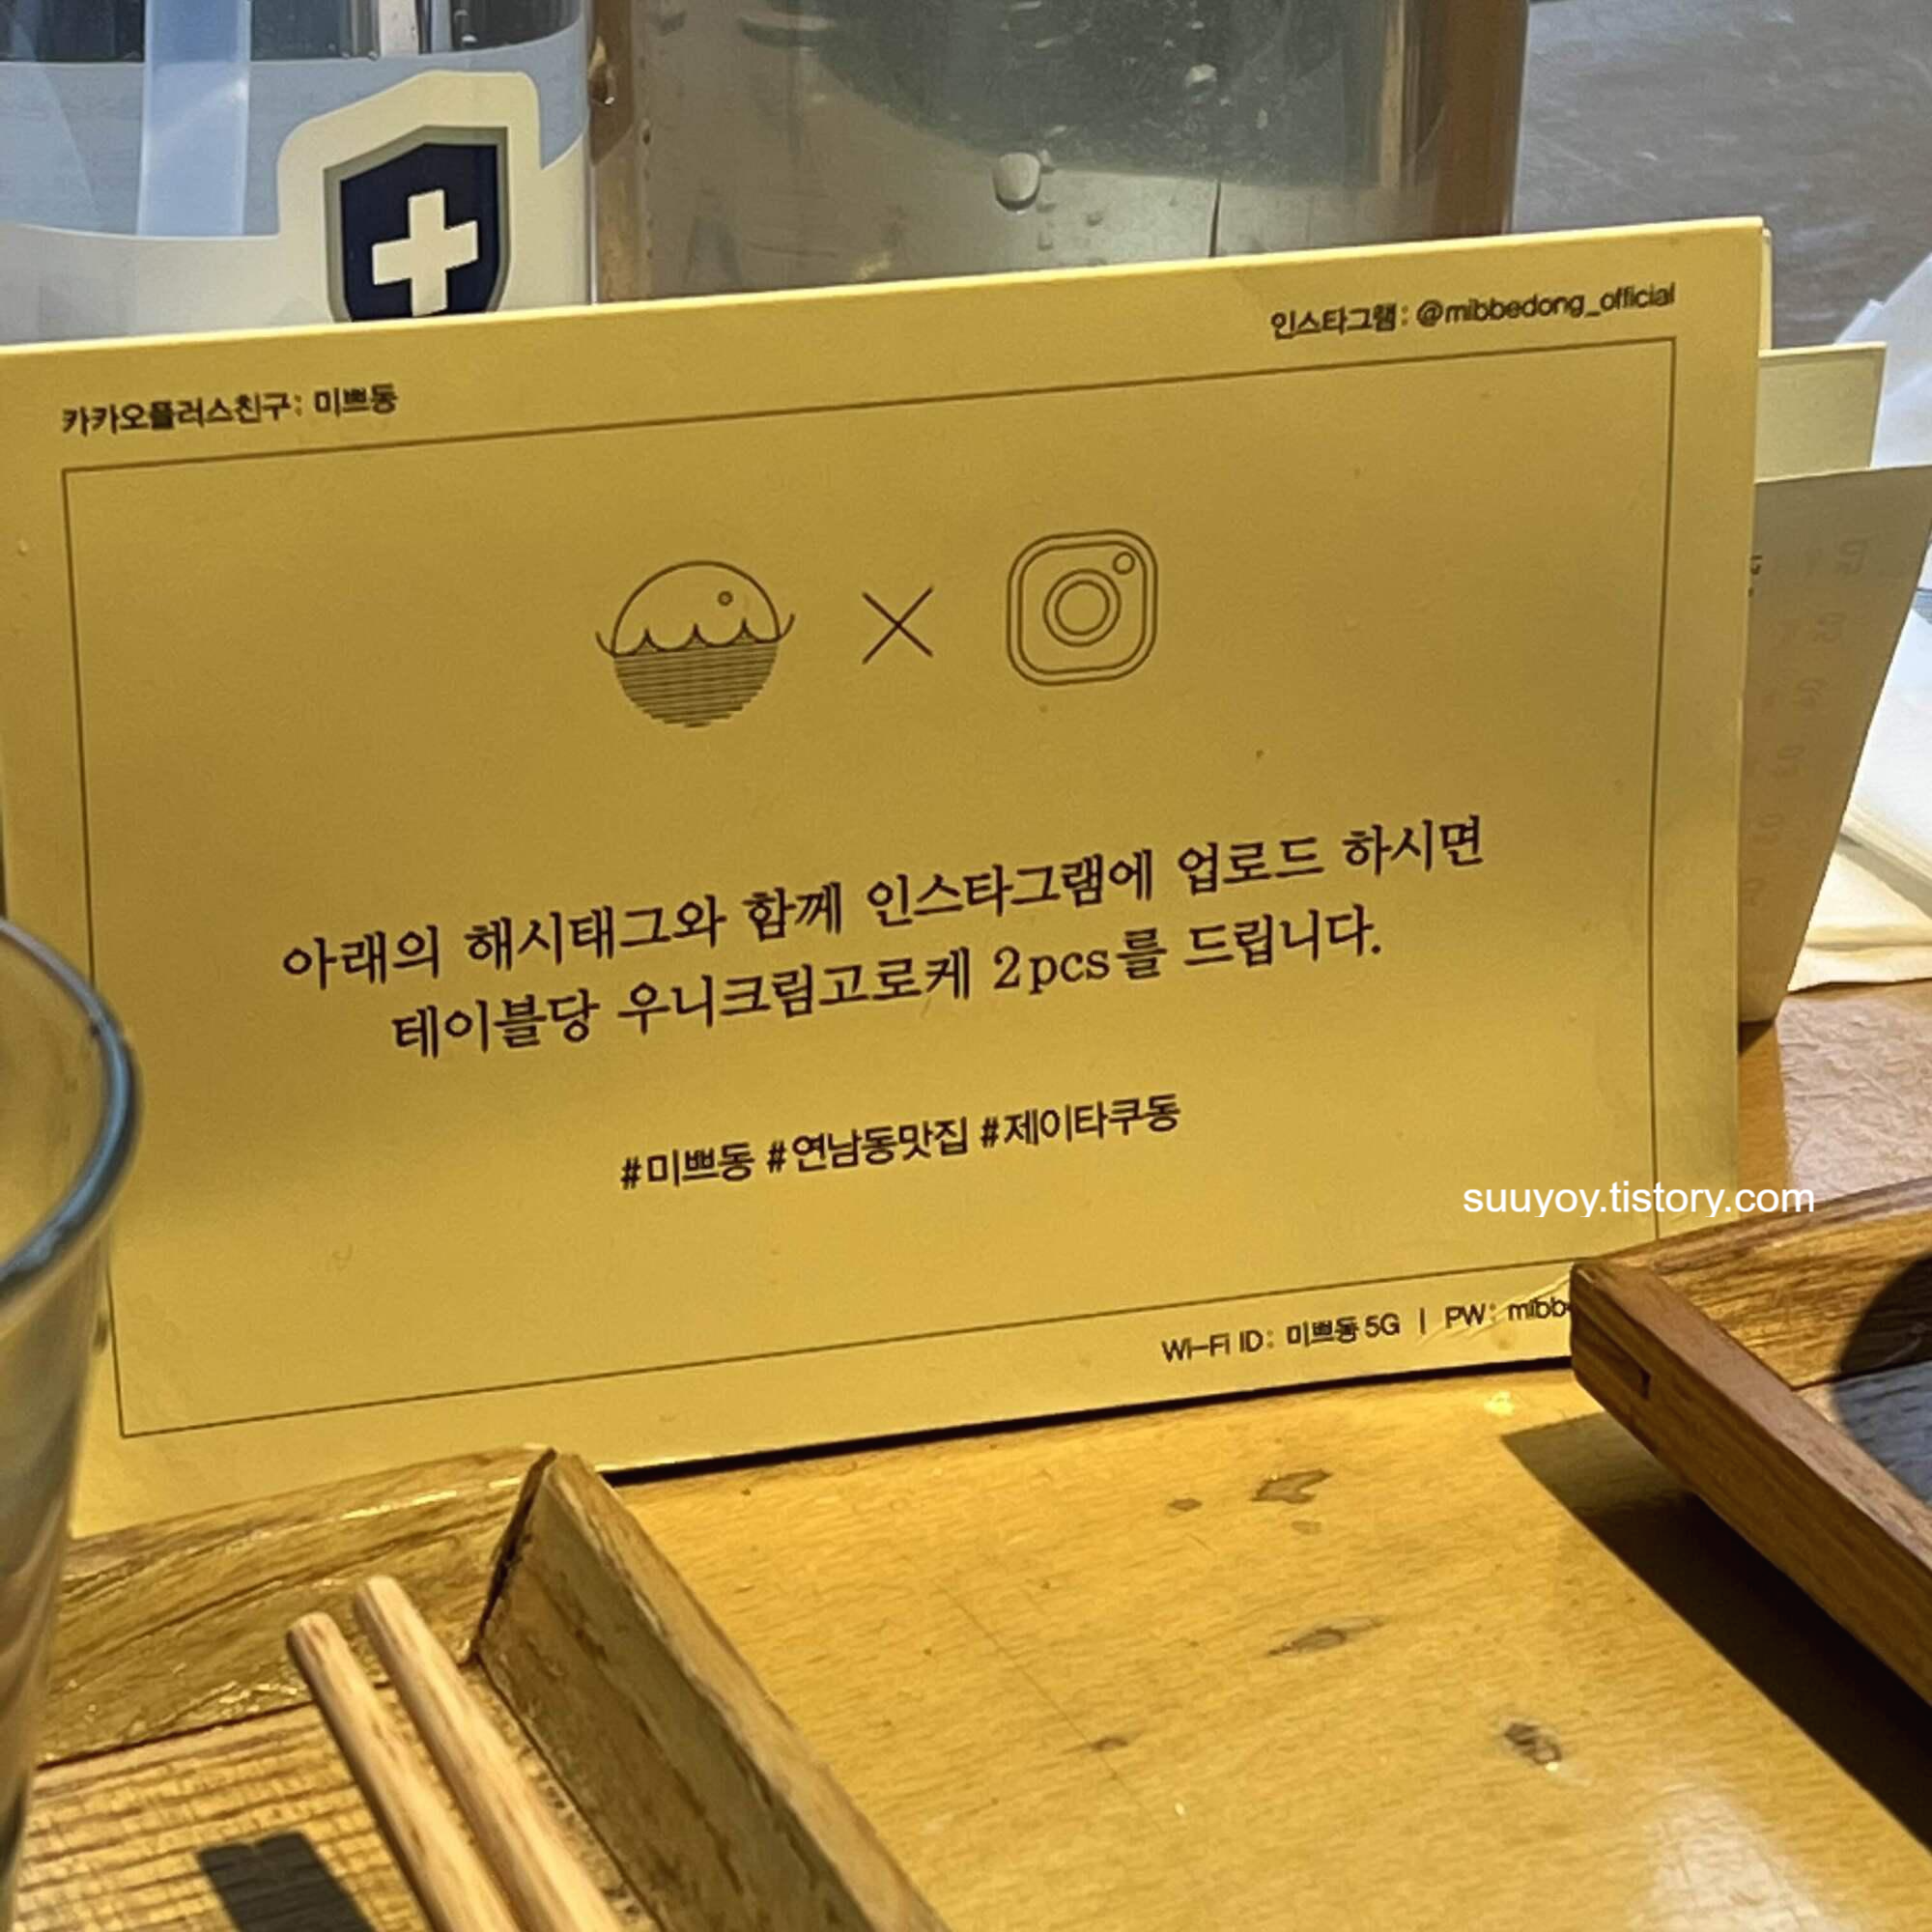 인스타그램: @mibbedong_official
카카오플러스친구: 미쁘동
아래의 해시태그와 함께 인스타그램에 업로드 하시면
테이블당 우니크림고로케 2pcs를 드립니다.
#미쁘동 #연남동맛집 #제이타쿠동
suuyoy.tistory.com
Wi-Fi ID: 미쁘동 5G | PW: